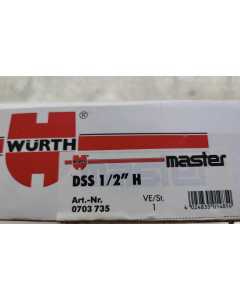 ®
WÜRTH
master
DSS 1/2" H
Art.-Nr. VE/St.
0703 735 1